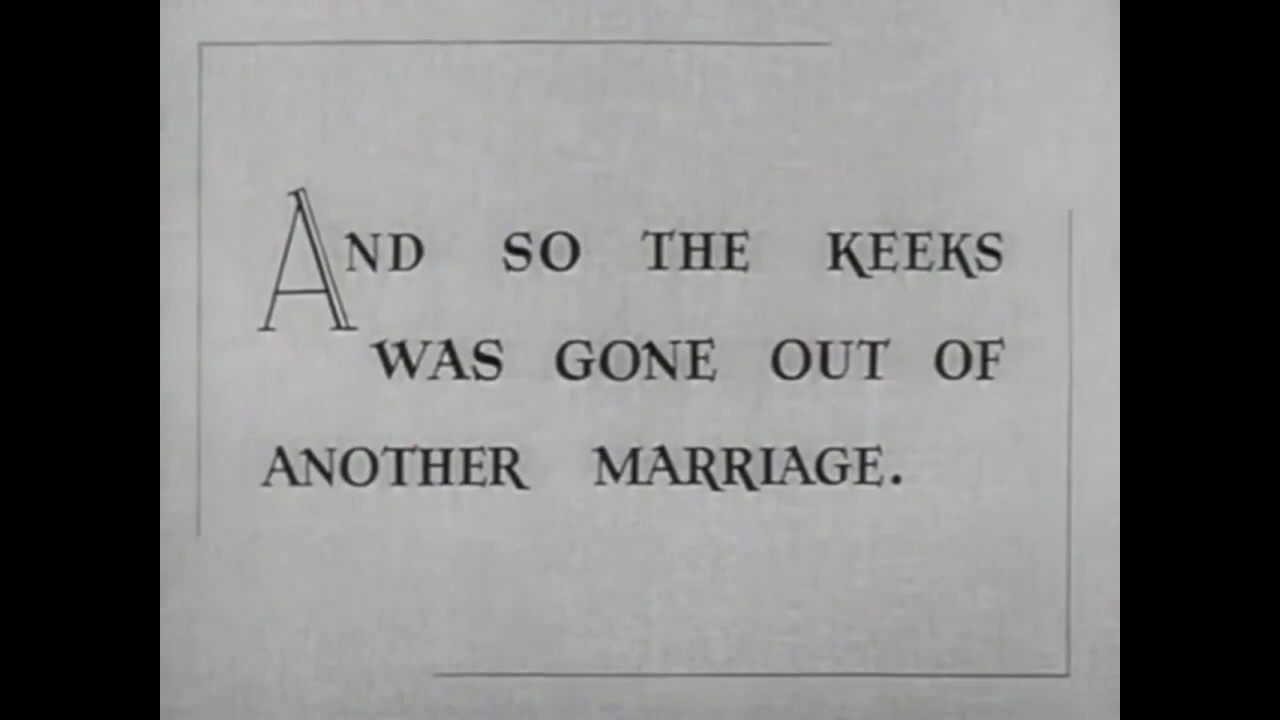 AND SO THE KEEKS
WAS GONE OUT OF
ANOTHER MARRIAGE.